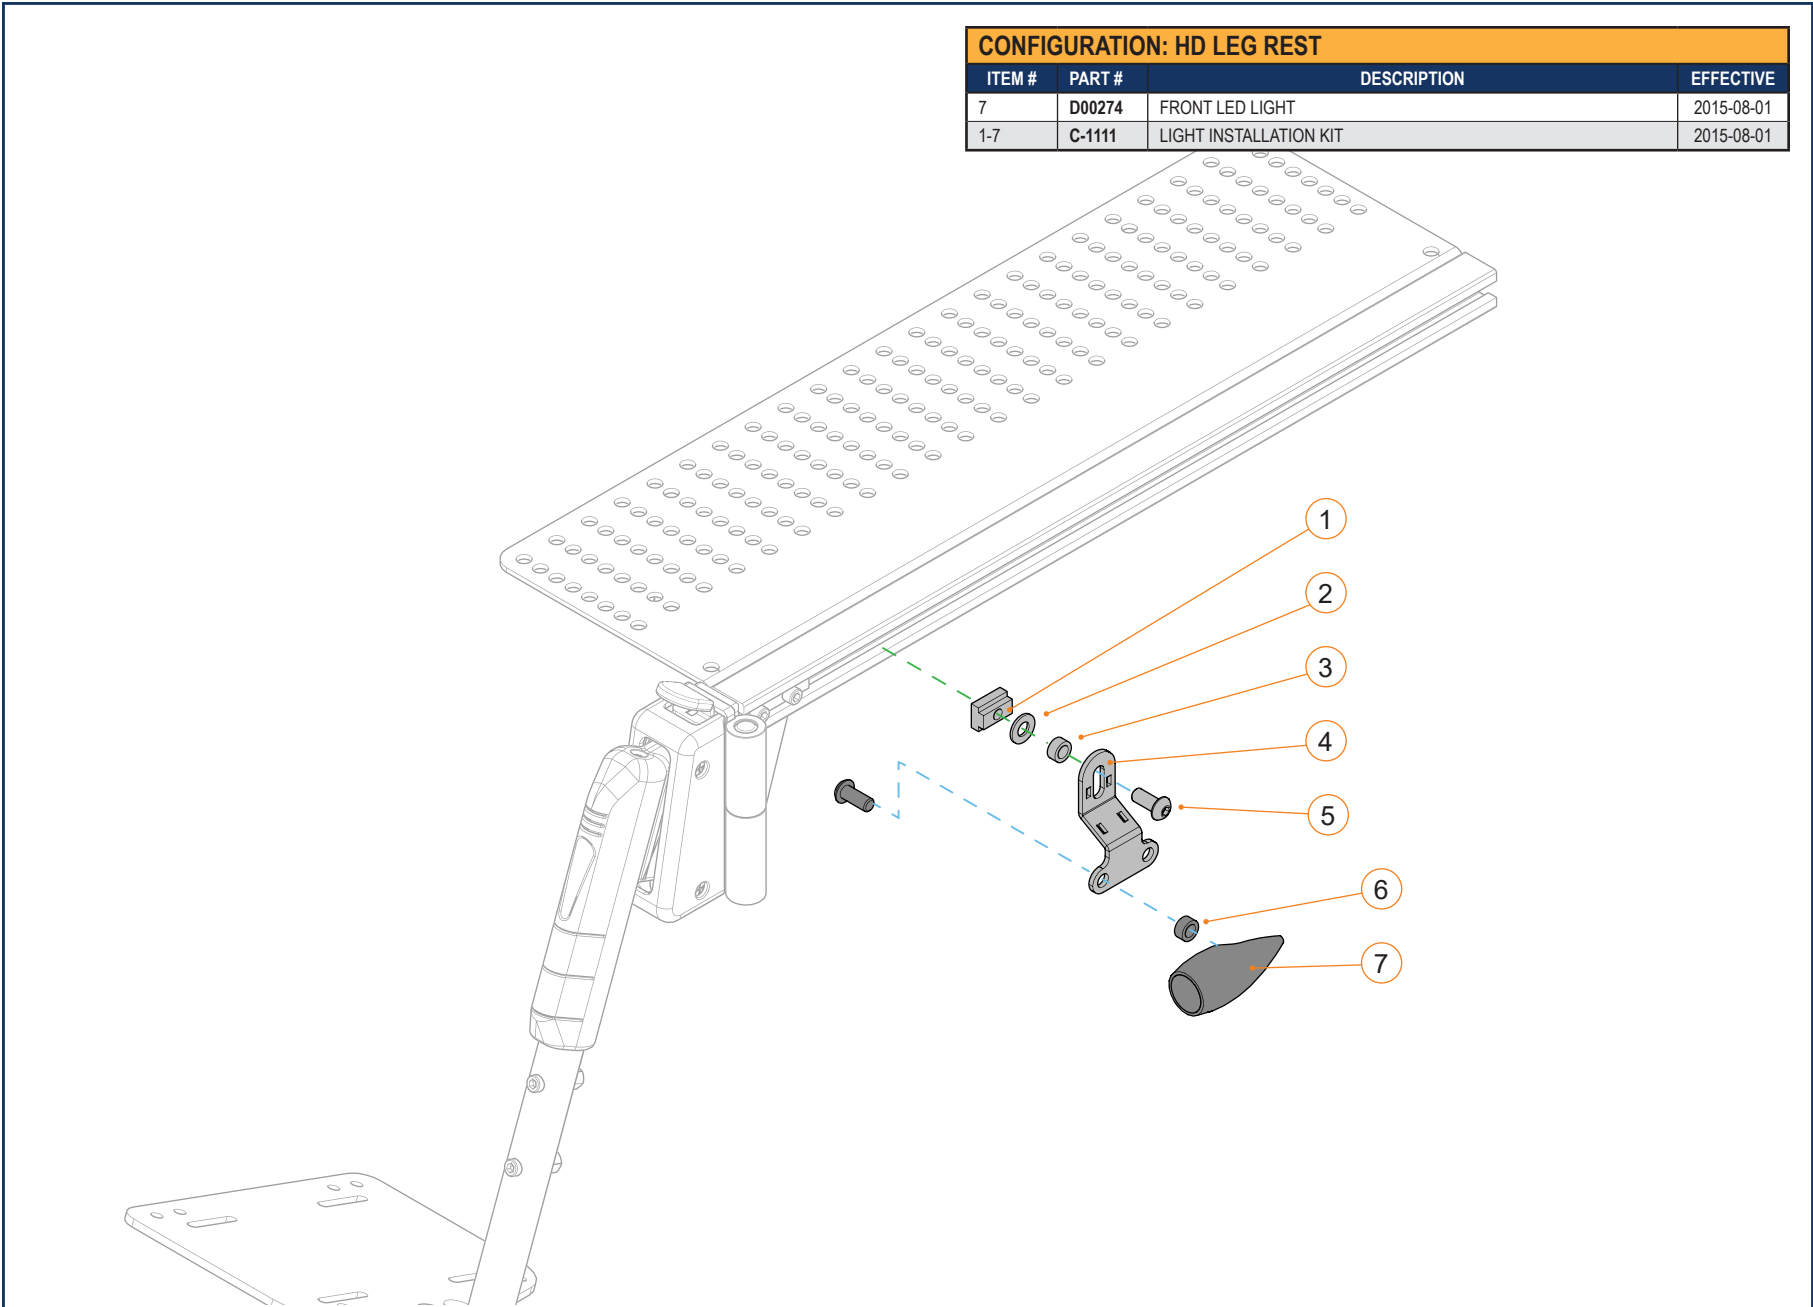 CONFIGURATION: HD LEG REST
ITEM # PART # DESCRIPTION EFFECTIVE
7 D00274 FRONT LED LIGHT 2015-08-01
1-7 C-1111 LIGHT INSTALLATION KIT 2015-08-01
1
2
3
4
5
6
7